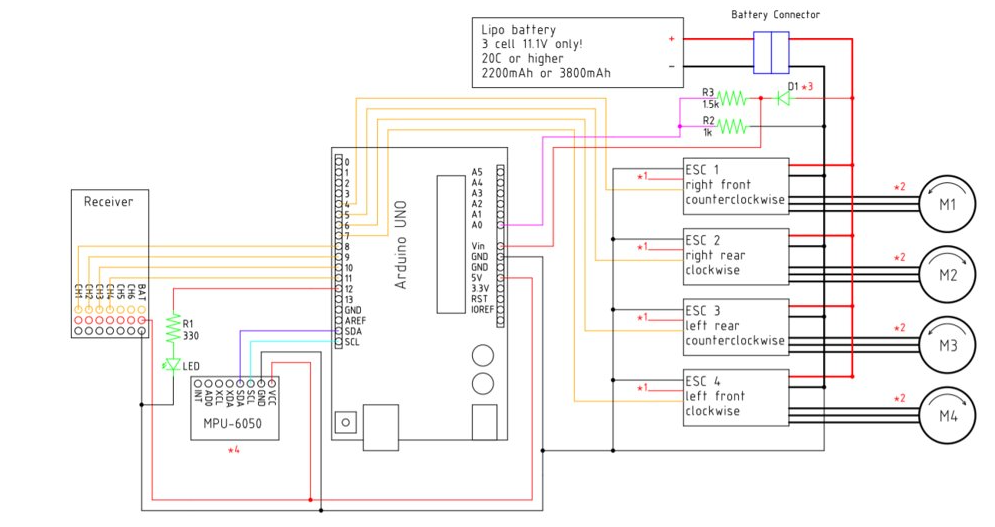 Battery Connector
Lipo battery
3 cell 11.1V only!
20C or higher
2200mAh or 3800mAh
+
-
D1 *3
R3
1.5k
R2
1k
Arduino UNO
0
1
2
3
4
5
6
7
8
9
10
11
12
13
GND
AREF
SDA
SCL
A5
A4
A3
A2
A1
A0
Vin
GND
GND
5V
3.3V
RST
IOREF
ESC 1
right front
counterclockwise
*1
*2
M1
ESC 2
right rear
clockwise
*1
*2
M2
ESC 3
left rear
counterclockwise
*1
*2
M3
ESC 4
left front
clockwise
*1
*2
M4
Receiver
CH1
CH2
CH3
CH4
CH5
CH6
BAT
R1
330
LED
INT
AD0
XCL
XDA
SDA
SCL
GND
VCC
MPU-6050
*4